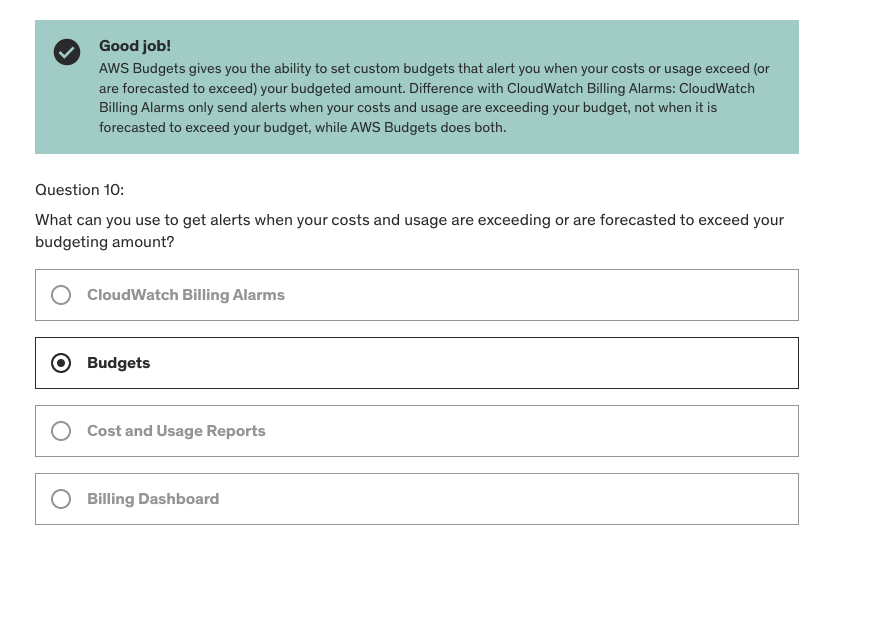 Good job!
AWS Budgets gives you the ability to set custom budgets that alert you when your costs or usage exceed (or
are forecasted to exceed) your budgeted amount. Difference with CloudWatch Billing Alarms: CloudWatch
Billing Alarms only send alerts when your costs and usage are exceeding your budget, not when it is
forecasted to exceed your budget, while AWS Budgets does both.
Question 10:
What can you use to get alerts when your costs and usage are exceeding or are forecasted to exceed your
budgeting amount?
CloudWatch Billing Alarms
Budgets
Cost and Usage Reports
Billing Dashboard